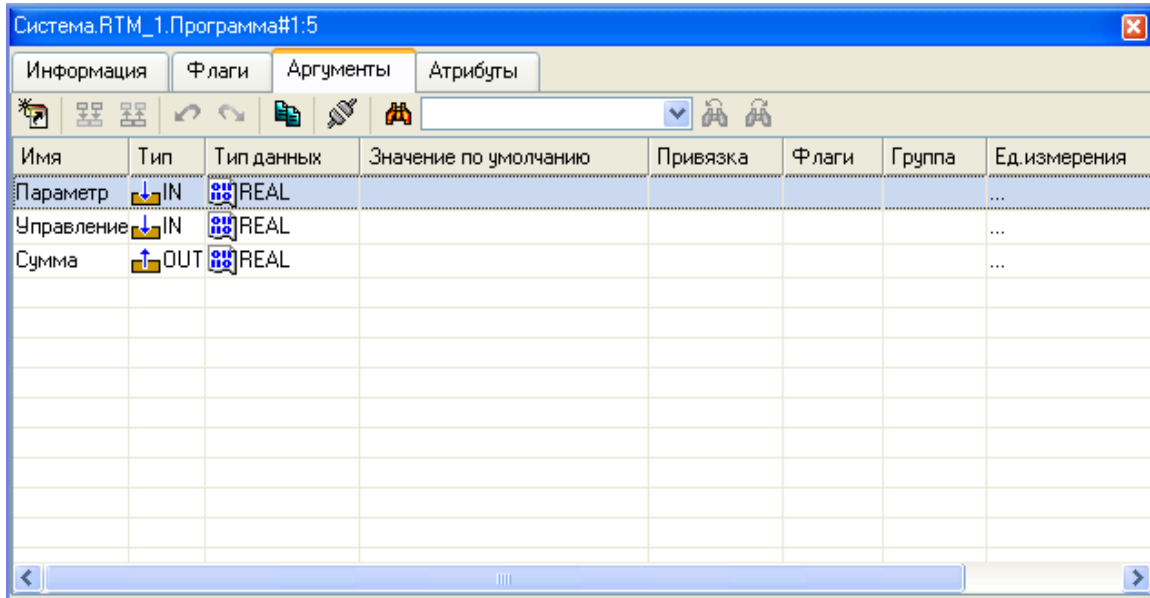 Система.RTM_1.Программа#1:5
Информация Флаги Аргументы Атрибуты
Имя Тип Тип данных Значение по умолчанию Привязка Флаги Группа Ед.измерения
Параметр IN REAL ...
Управление IN REAL ...
Сумма OUT REAL ...